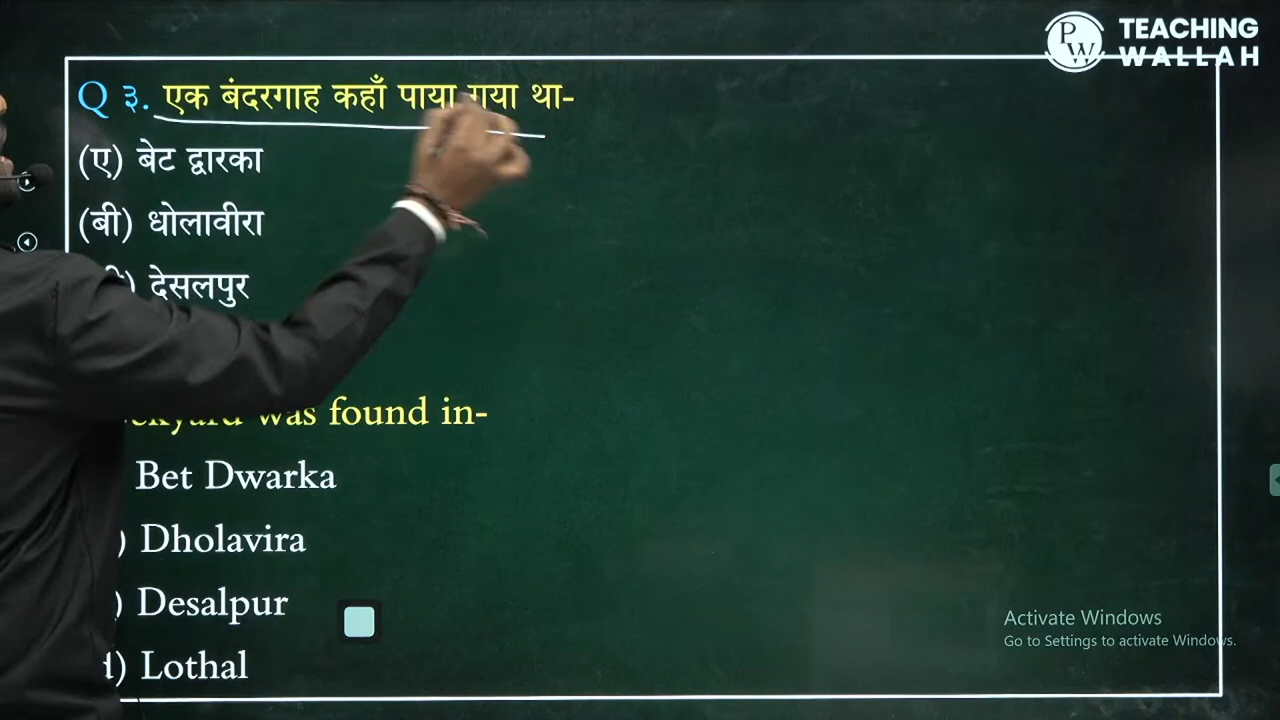 TEACHING
WALLAH
PW
Q ३. एक बंदरगाह कहाँ पाया गया था-
(ए) बेट द्वारका
(बी) धोलावीरा
) देसलपुर
was found in-
Bet Dwarka
) Dholavira
) Desalpur
d) Lothal
Activate Windows
Go to Settings to activate Windows.